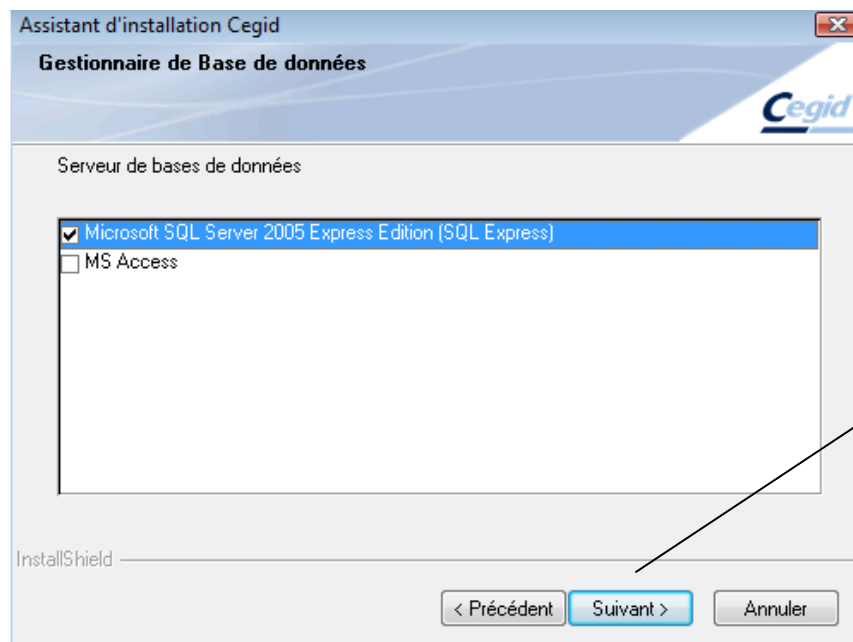 Assistant d'installation Cegid
Gestionnaire de Base de données
Cegid
Serveur de bases de données
Microsoft SQL Server 2005 Express Edition (SQL Express)
MS Access
InstallShield
< Précédent Suivant > Annuler